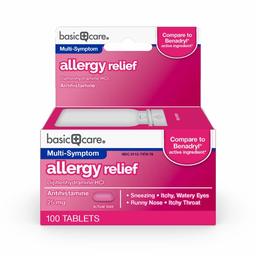 basic care®
Multi-Symptom
allergy relief
Diphenhydramine HCl
Antihistamine
Compare to
Benadryl®
active ingredient*
basic care®
Multi-Symptom
allergy relief
Diphenhydramine HCl
Antihistamine
25 mg
ACTUAL SIZE
100 TABLETS
Compare to
Benadryl®
active ingredient*
• Sneezing • Itchy, Watery Eyes
• Runny Nose • Itchy Throat